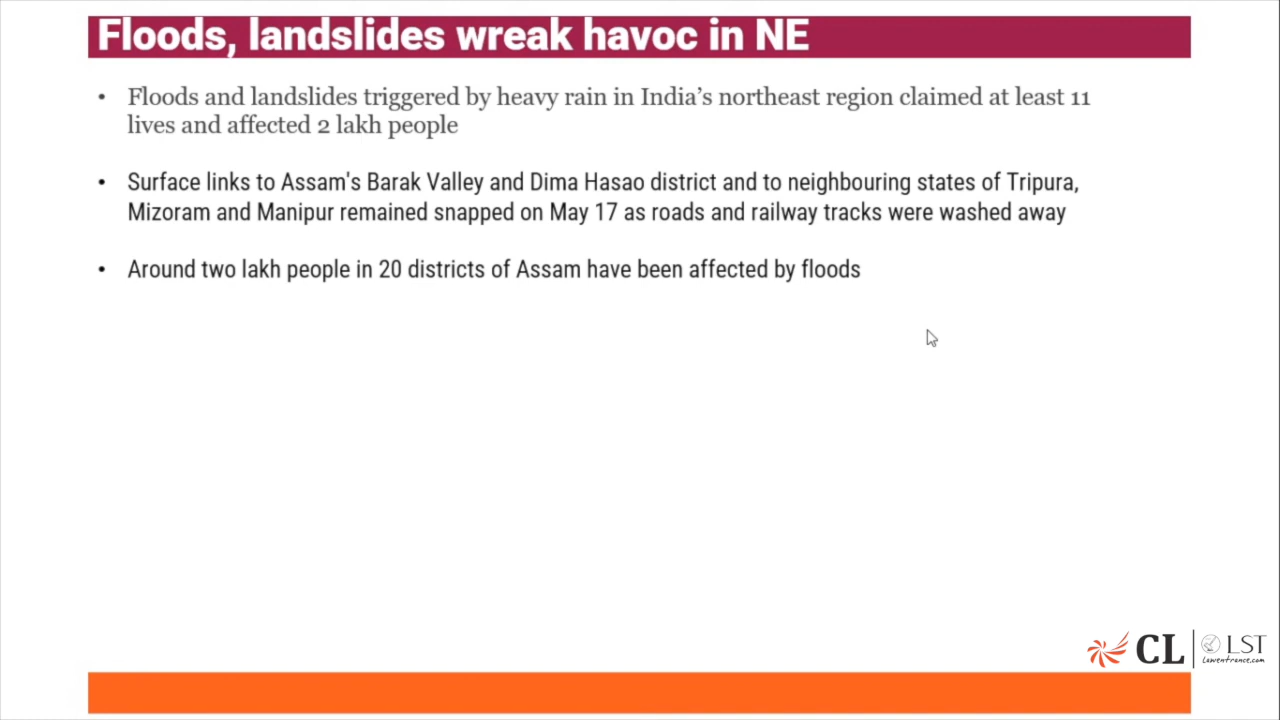 Floods, landslides wreak havoc in NE
• Floods and landslides triggered by heavy rain in India's northeast region claimed at least 11
lives and affected 2 lakh people
• Surface links to Assam's Barak Valley and Dima Hasao district and to neighbouring states of Tripura,
Mizoram and Manipur remained snapped on May 17 as roads and railway tracks were washed away
• Around two lakh people in 20 districts of Assam have been affected by floods
CL LST
Lawentrance.com